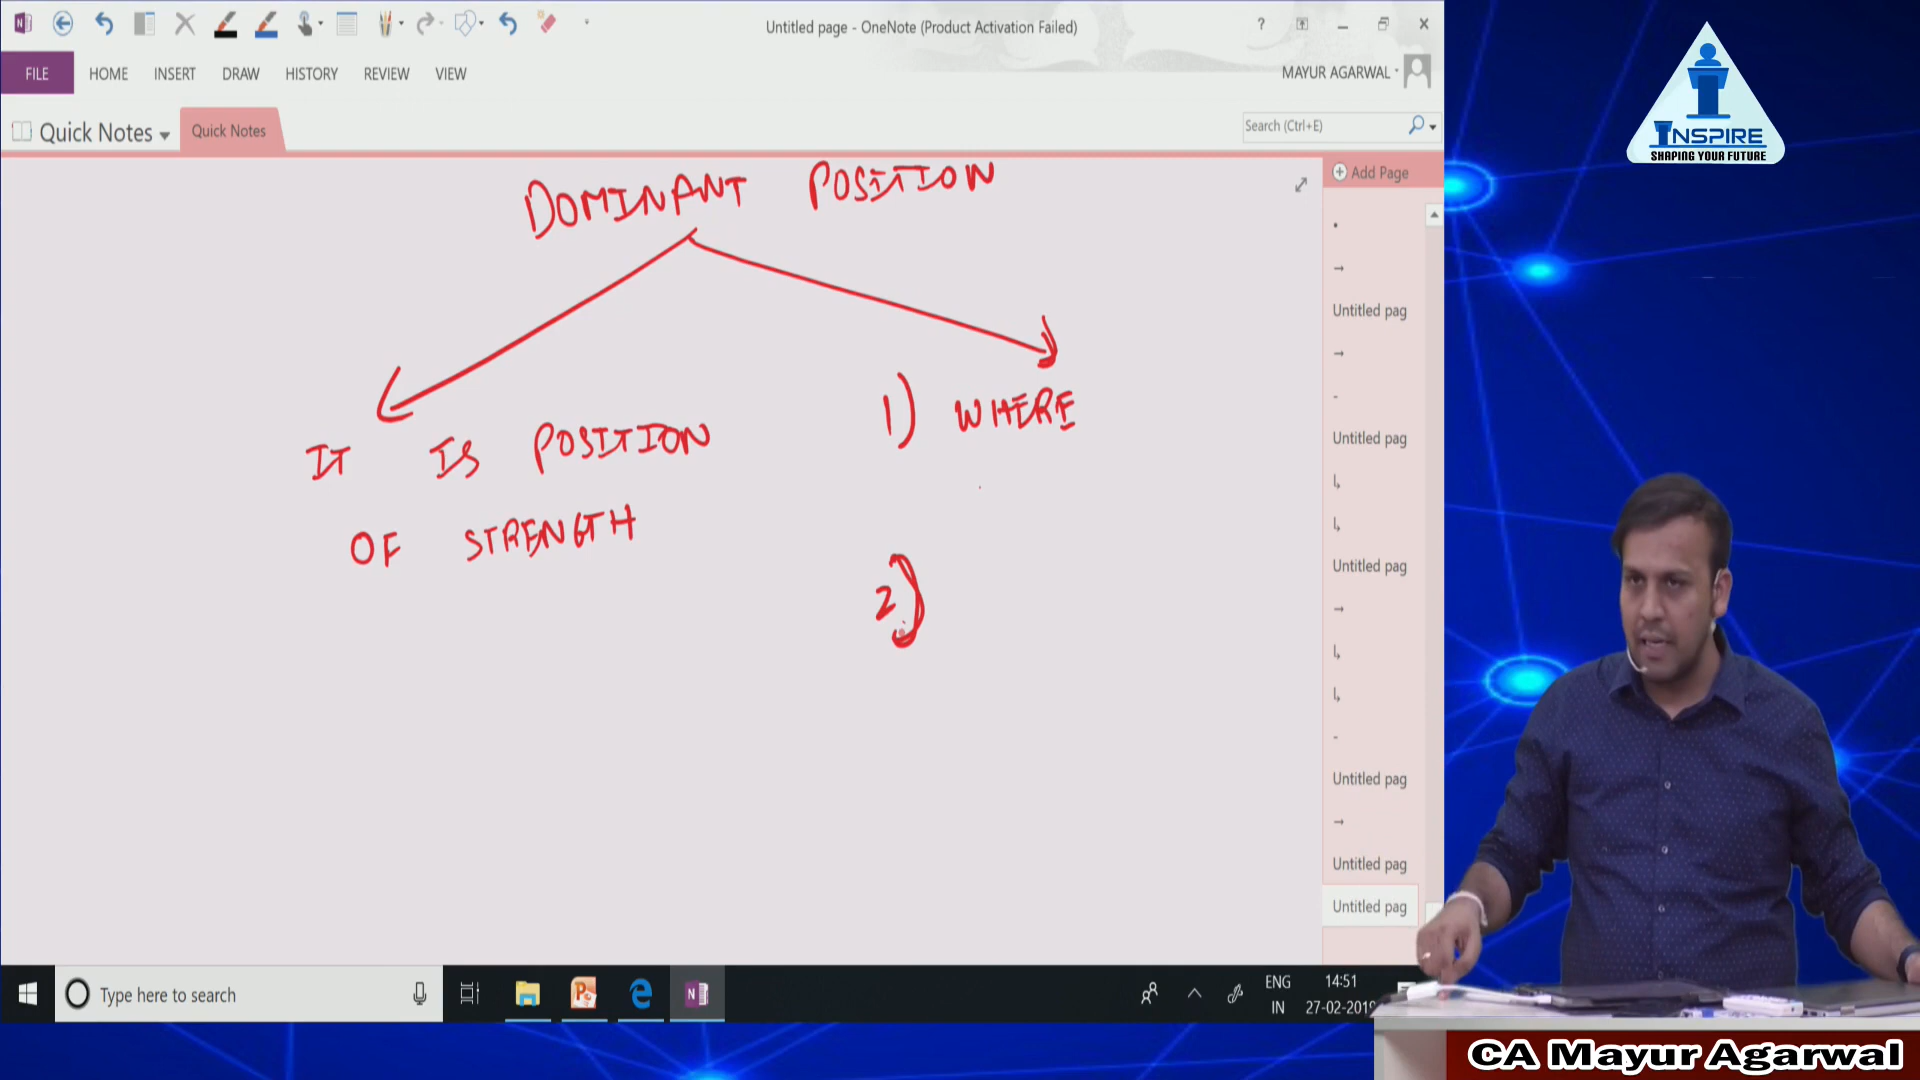 Untitled page - OneNote (Product Activation Failed)
?
FILE HOME INSERT DRAW HISTORY REVIEW VIEW
MAYUR AGARWAL
Quick Notes
Quick Notes
Search (Ctrl+E)
Add Page
DOMINANT POSITION
IT IS POSITION
OF STRENGTH
1) WHERE
2)
Untitled pag
Untitled pag
Untitled pag
Untitled pag
Untitled pag
Untitled pag
INSPIRE
SHAPING YOUR FUTURE
Type here to search
ENG
IN
14:51
27-02-2019
CA Mayur Agarwal